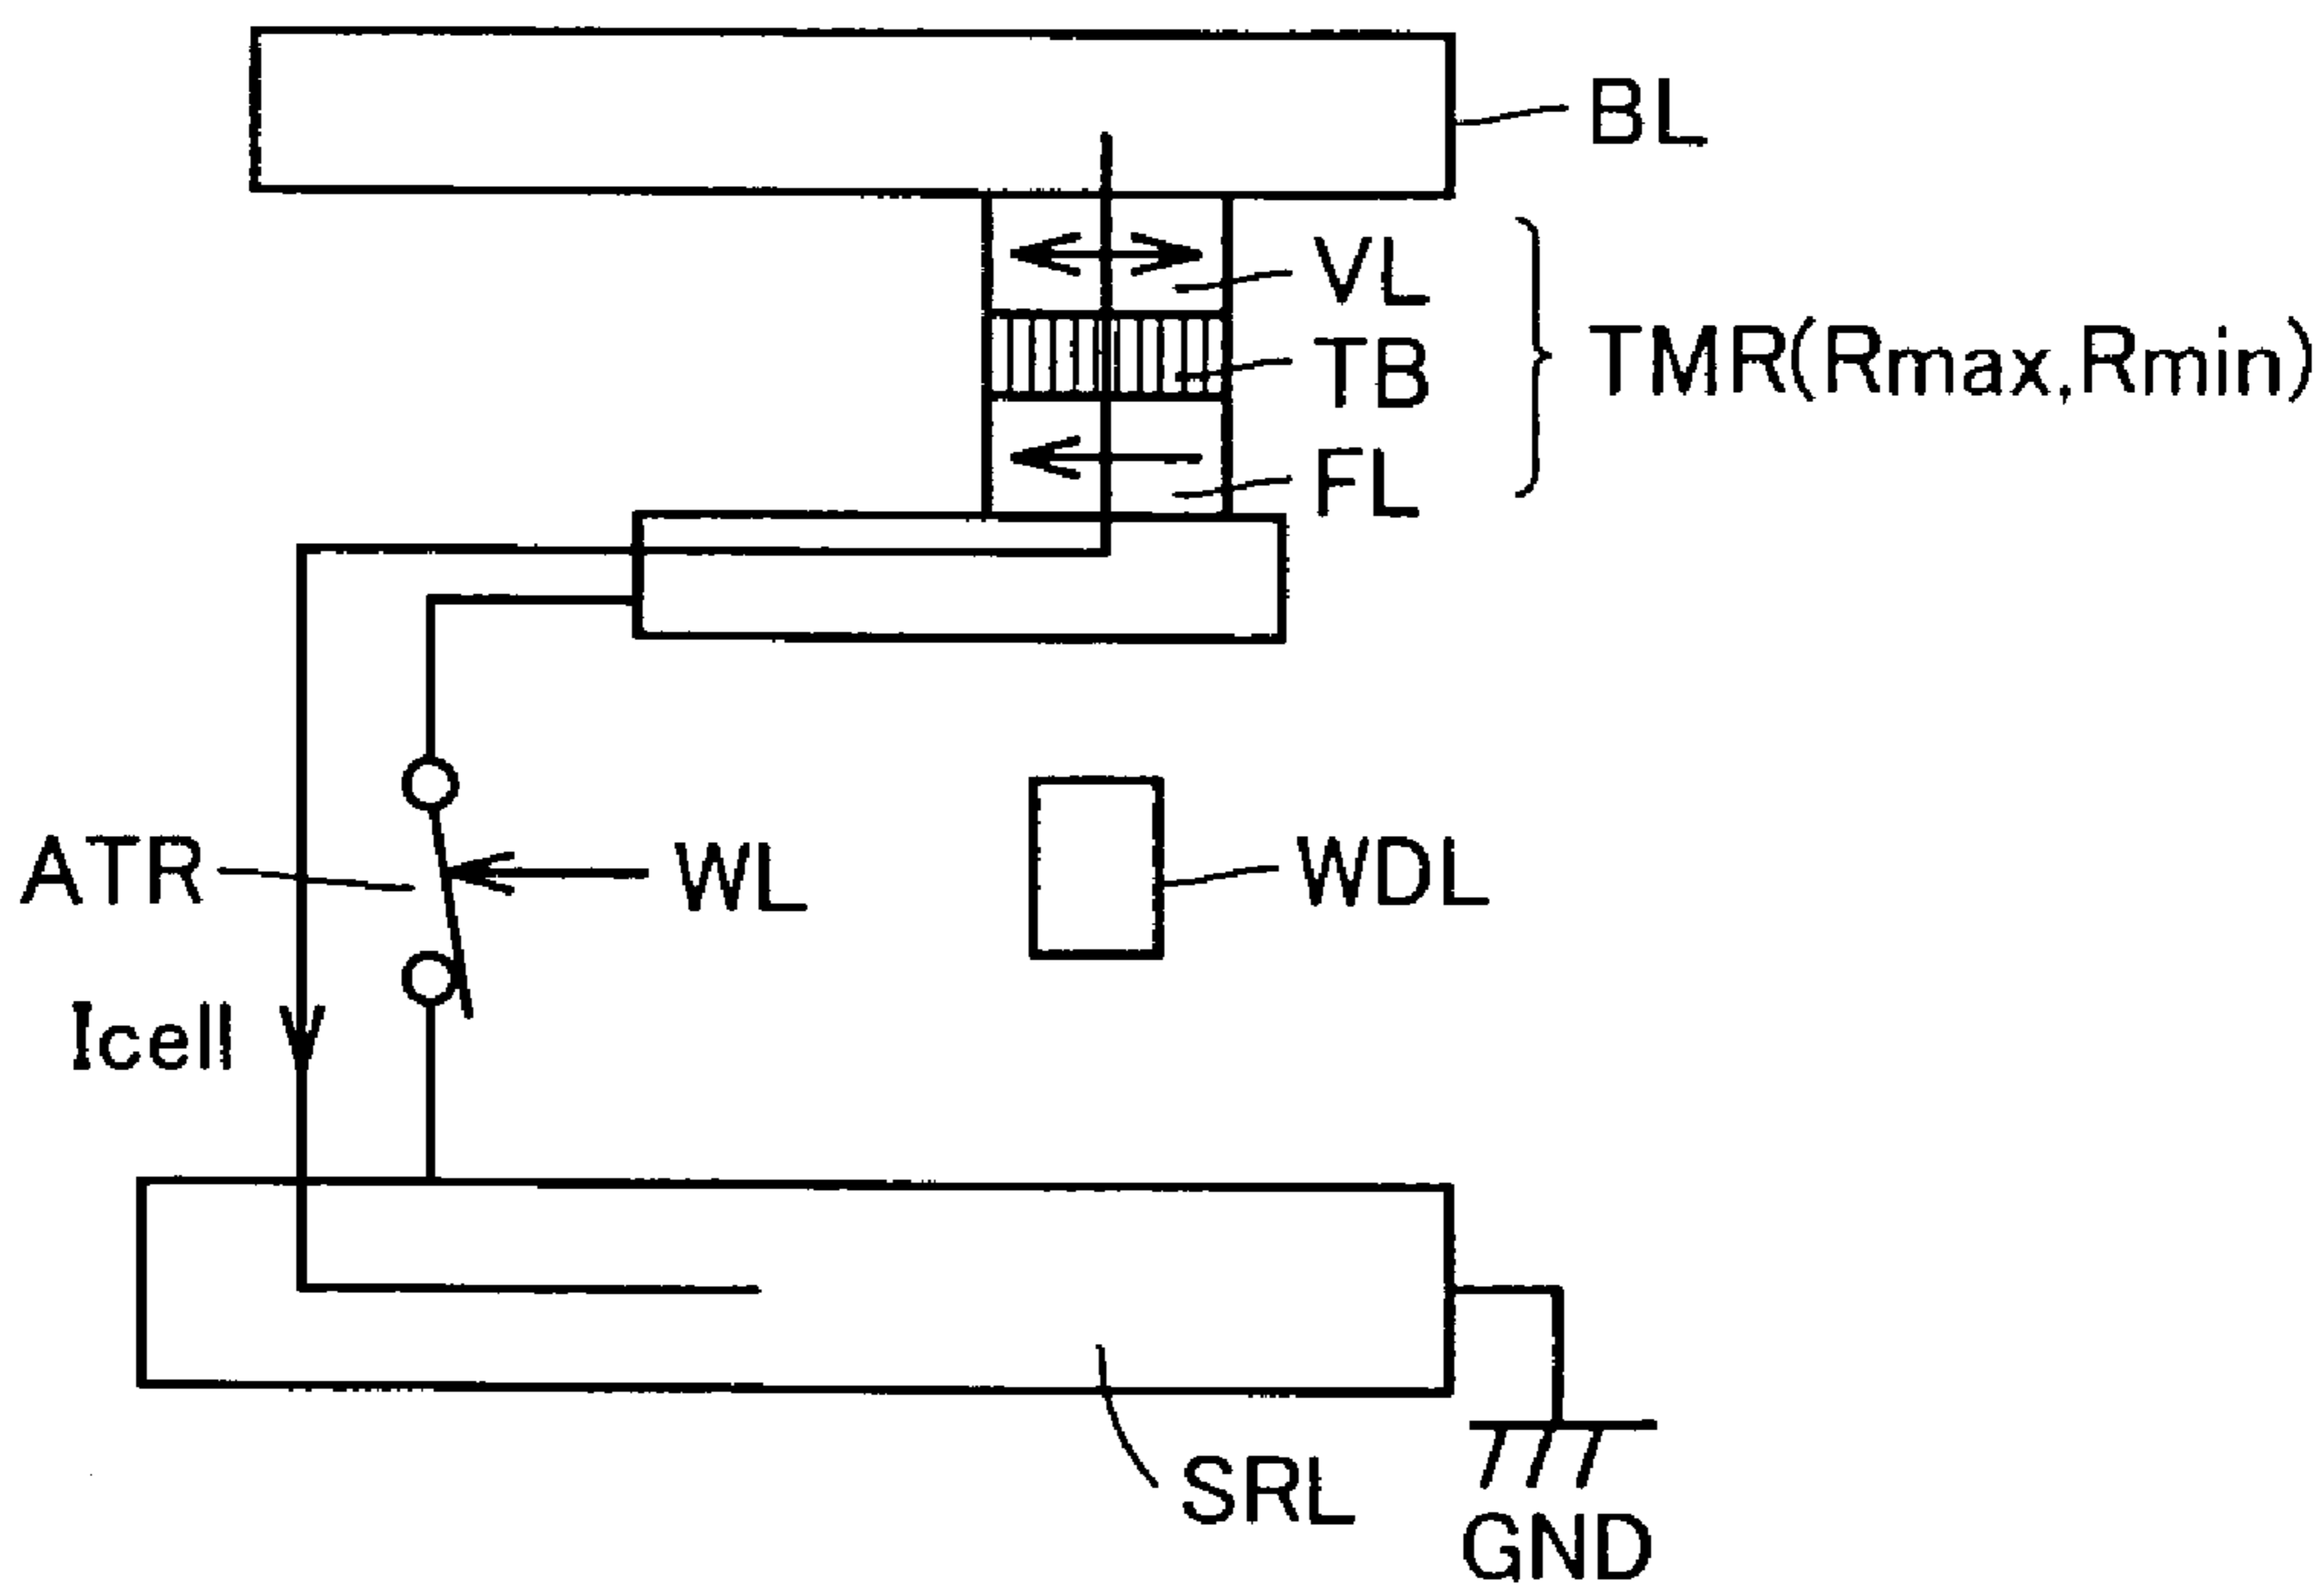 BL
VL
TB
FL
TMR(Rmax,Rmin)
ATR
WL
WDL
Icell
SRL
GND